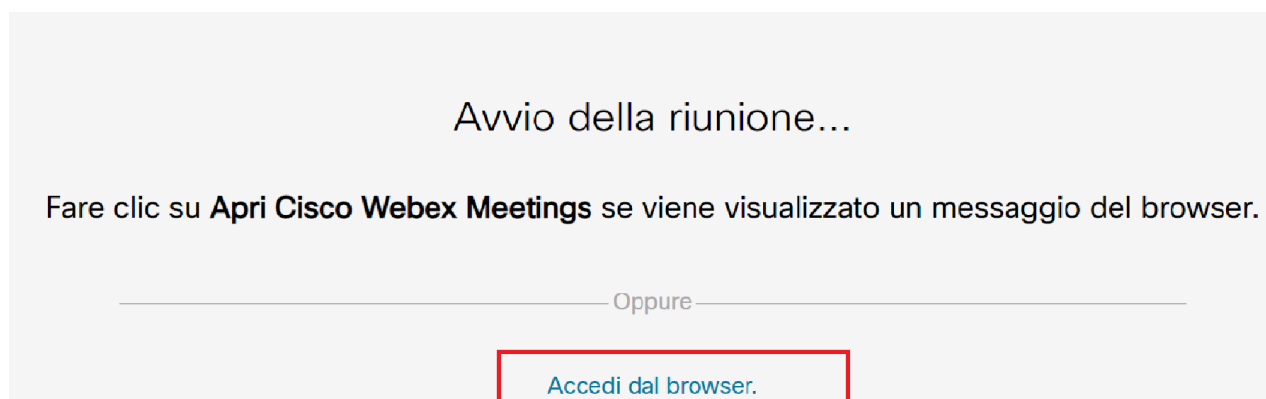 Avvio della riunione...
Fare clic su Apri Cisco Webex Meetings se viene visualizzato un messaggio del browser.
Oppure
Accedi dal browser.